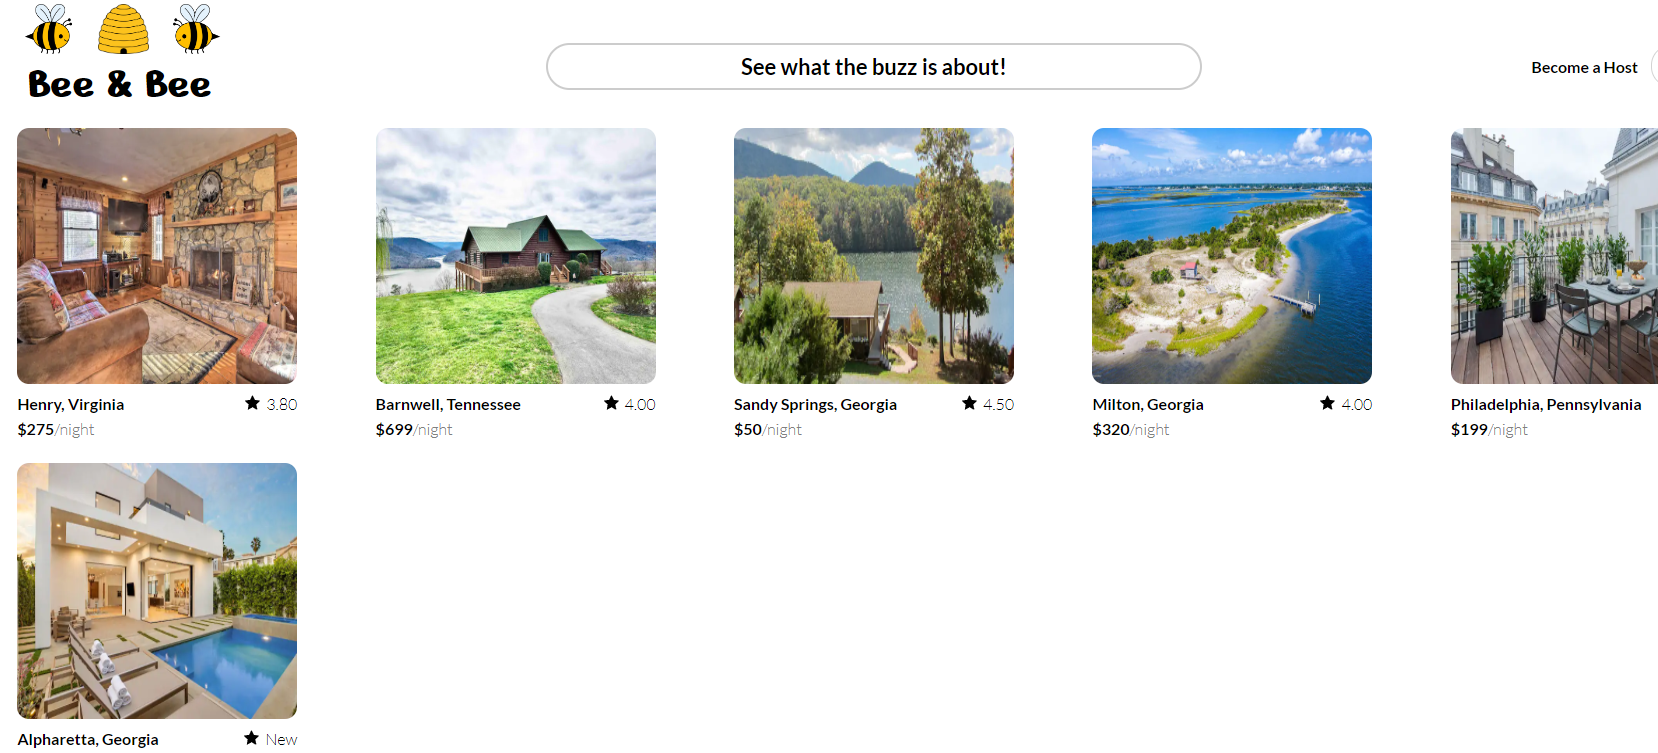 Bee & Bee
See what the buzz is about!
Become a Host
Henry, Virginia
★ 3.80
$275/night
Barnwell, Tennessee
★ 4.00
$699/night
Sandy Springs, Georgia
★ 4.50
$50/night
Milton, Georgia
★ 4.00
$320/night
Philadelphia, Pennsylvania
$199/night
Alpharetta, Georgia
★ New